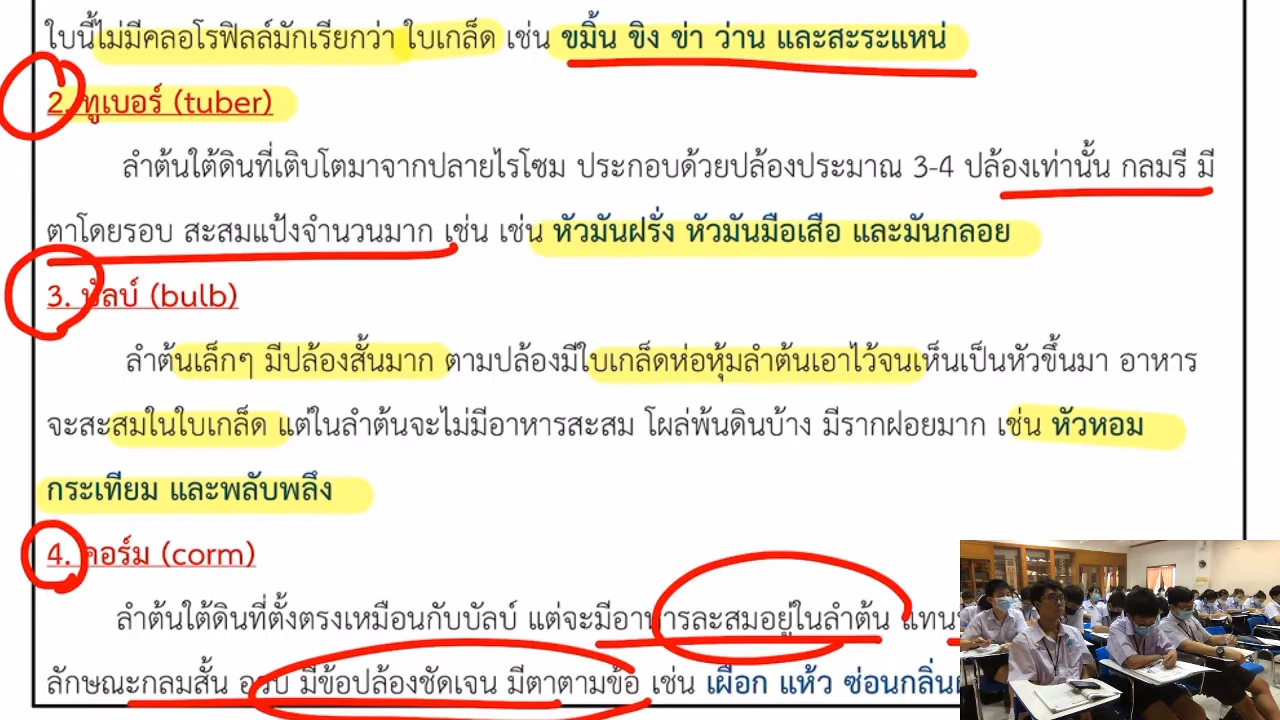 ใบนี้ไม่มีคลอโรฟิลล์มักเรียกว่า ใบเกล็ด เช่น ขมิ้น ขิง ข่า ว่าน และสะระแหน่
2. ทูเบอร์ (tuber)
ลำต้นใต้ดินที่เติบโตมาจากปลายไรโซม ประกอบด้วยปล้องประมาณ 3-4 ปล้องเท่านั้น กลมรี มี
ตาโดยรอบ สะสมแป้งจำนวนมาก เช่น เช่น หัวมันฝรั่ง หัวมันมือเสือ และมันกลอย
3. บัลบ์ (bulb)
ลำต้นเล็กๆ มีปล้องสั้นมาก ตามปล้องมีใบเกล็ดห่อหุ้มลำต้นเอาไว้จนเห็นเป็นหัวขึ้นมา อาหาร
จะสะสมในใบเกล็ด แต่ในลำต้นจะไม่มีอาหารสะสม โผล่พ้นดินบ้าง มีรากฝอยมาก เช่น หัวหอม
กระเทียม และพลับพลึง
4. คอร์ม (corm)
ลำต้นใต้ดินที่ตั้งตรงเหมือนกับบัลบ์ แต่จะมีอาหารสะสมอยู่ในลำต้น แทน
ลักษณะกลมสั้น อวบ มีข้อปล้องชัดเจน มีตาตามข้อ เช่น เผือก แห้ว ซ่อนกลิ่น